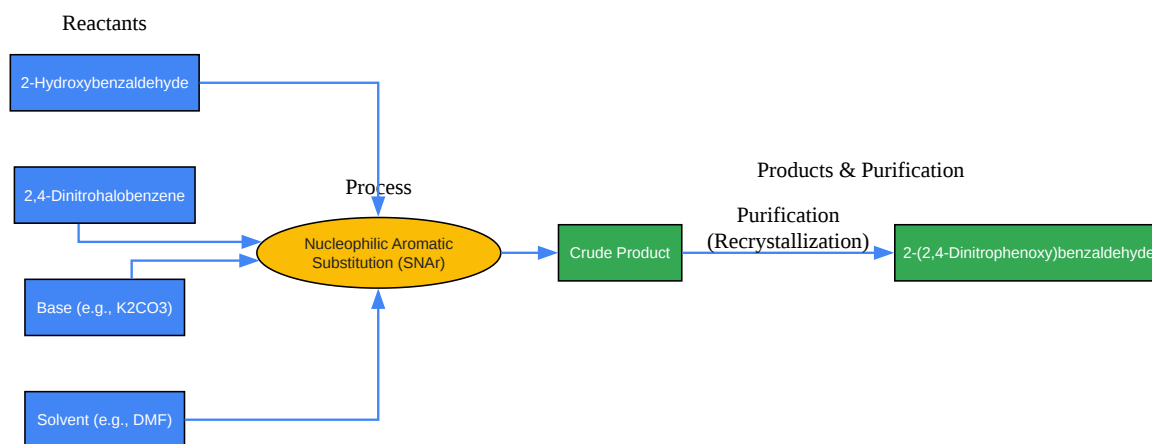 Reactants
2-Hydroxybenzaldehyde
2,4-Dinitrohalobenzene
Base (e.g., K2CO3)
Solvent (e.g., DMF)
Process
Nucleophilic Aromatic
Substitution (SNAr)
Crude Product
Products & Purification
Purification
(Recrystallization)
2-(2,4-Dinitrophenoxy)benzaldehyde